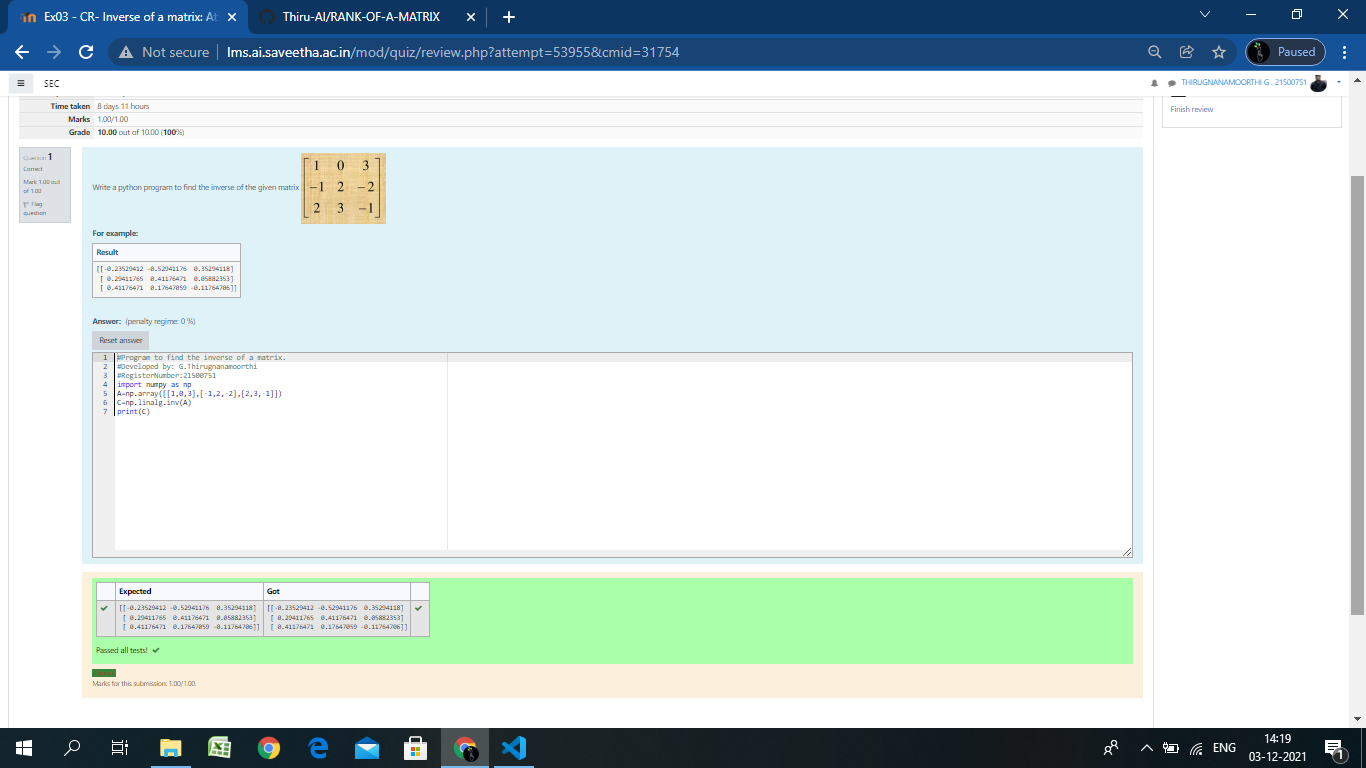 Ex03 - CR- Inverse of a matrix: At
Thiru-AI/RANK-OF-A-MATRIX
Not secure
lms.ai.saveetha.ac.in/mod/quiz/review.php?attempt=53955&cmid=31754
Paused
SEC
THIRUGNANAMOORTHI G . 21500751
Time taken 8 days 11 hours
Marks 1.00/1.00
Grade 10.00 out of 10.00 (100%)
Finish review
Question 1
Correct
Mark 1.00 out
of 1.00
Flag
question
Write a python program to find the inverse of the given matrix
1 0 3
−1 2 −2
2 3 −1
For example:
Result
[[-0.23529412 -0.52941176 0.35294118]
[ 0.29411765 0.41176471 0.05882353]
[ 0.41176471 0.17647059 -0.11764706]]
Answer: (penalty regime: 0 %)
Reset answer
1 #Program to find the inverse of a matrix.
2 #Developed by: G.Thirugnanamoorthi
3 #RegisterNumber:21500751
4 import numpy as np
5 A=np.array([[1,0,3],[-1,2,-2],[2,3,-1]])
6 C=np.linalg.inv(A)
7 print(C)
Expected Got
[[-0.23529412 -0.52941176 0.35294118] [[-0.23529412 -0.52941176 0.35294118]
[ 0.29411765 0.41176471 0.05882353] [ 0.29411765 0.41176471 0.05882353]
[ 0.41176471 0.17647059 -0.11764706]] [ 0.41176471 0.17647059 -0.11764706]]
Passed all tests!
Marks for this submission: 1.00/1.00.
ENG
14:19
03-12-2021
1